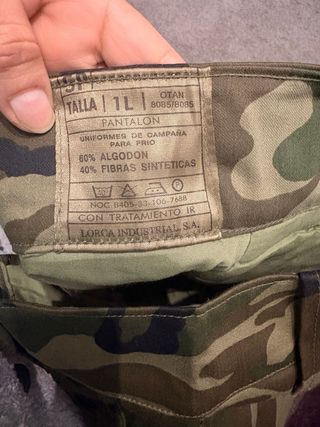 TALLA 1L OTAN
8085/8085
PANTALON
UNIFORMES DE CAMPAÑA
PARA FRIO
60% ALGODON
40% FIBRAS SINTETICAS
NOC 8405-33-106-7688
CON TRATAMIENTO IR
LORCA INDUSTRIAL S.A.